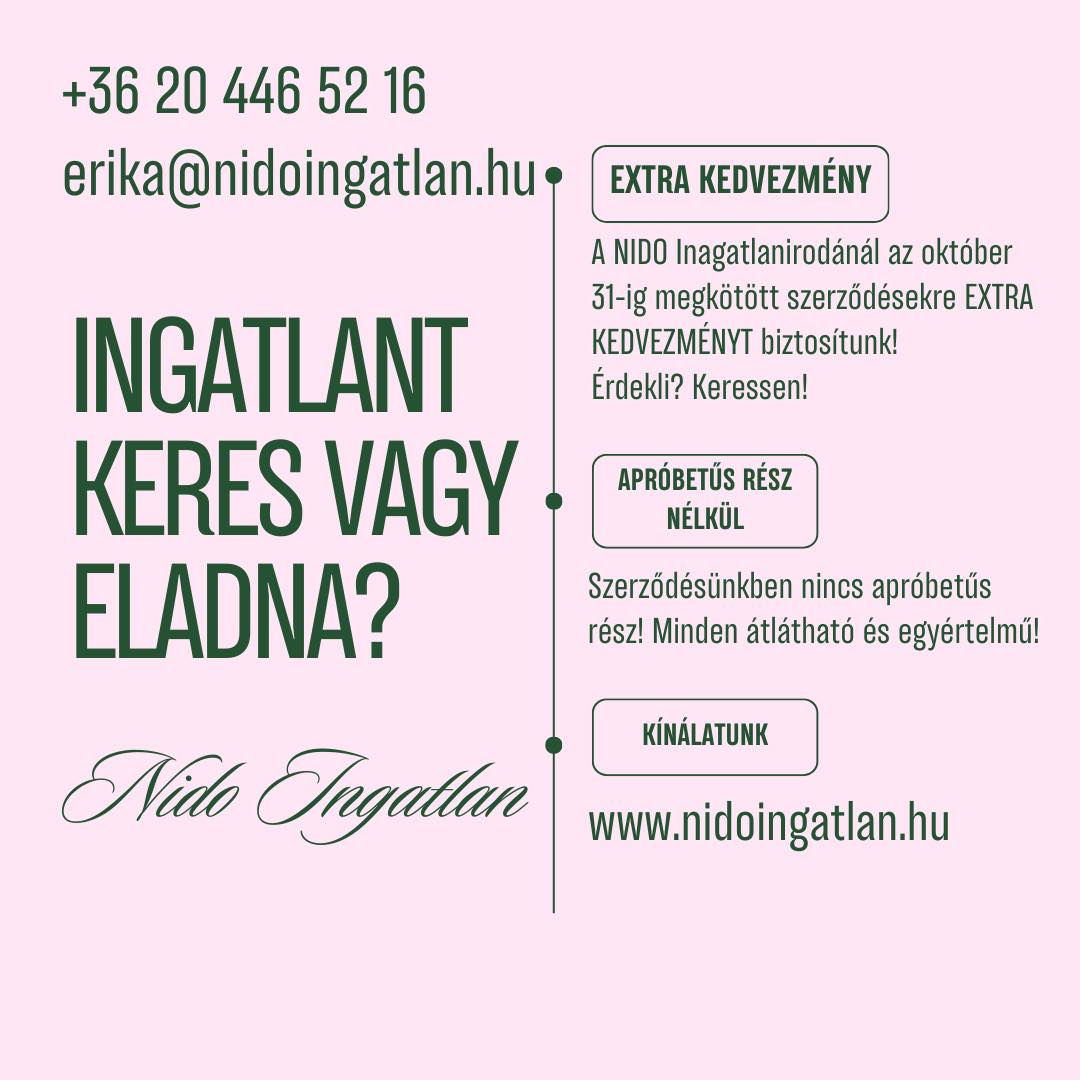 +36 20 446 52 16
erika@nidoingatlan.hu
INGATLANT
KERES VAGY
ELADNA?
Nido Ingatlan
EXTRA KEDVEZMÉNY
A NIDO Inagatlanirodánál az október
31-ig megkötött szerződésekre EXTRA
KEDVEZMÉNYT biztosítunk!
Érdekli? Keressen!
APRÓBETŰS RÉSZ
NÉLKÜL
Szerződésünkben nincs apróbetűs
rész! Minden átlátható és egyértelmű!
KÍNÁLATUNK
www.nidoingatlan.hu